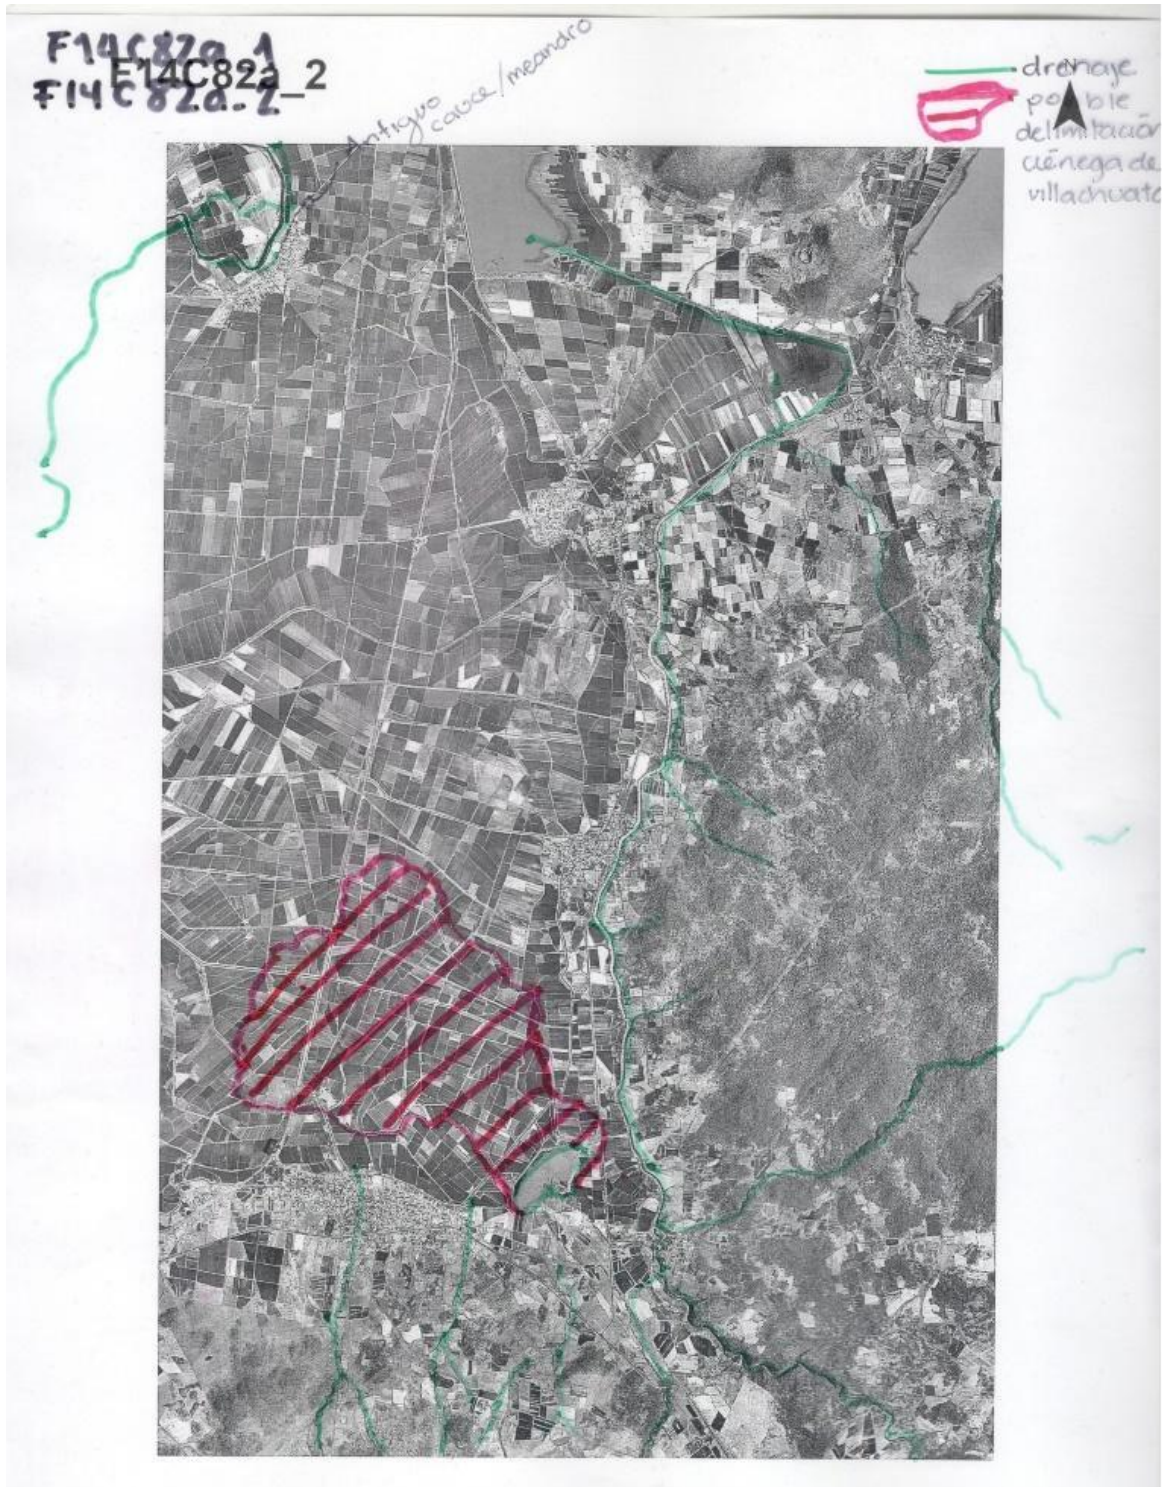 F14C82a_1
F14C82a_2
F14C82a_2
Antiguo
cauce/meandro
drenaje
N
posible
delimitación
ciénega de
villachuato